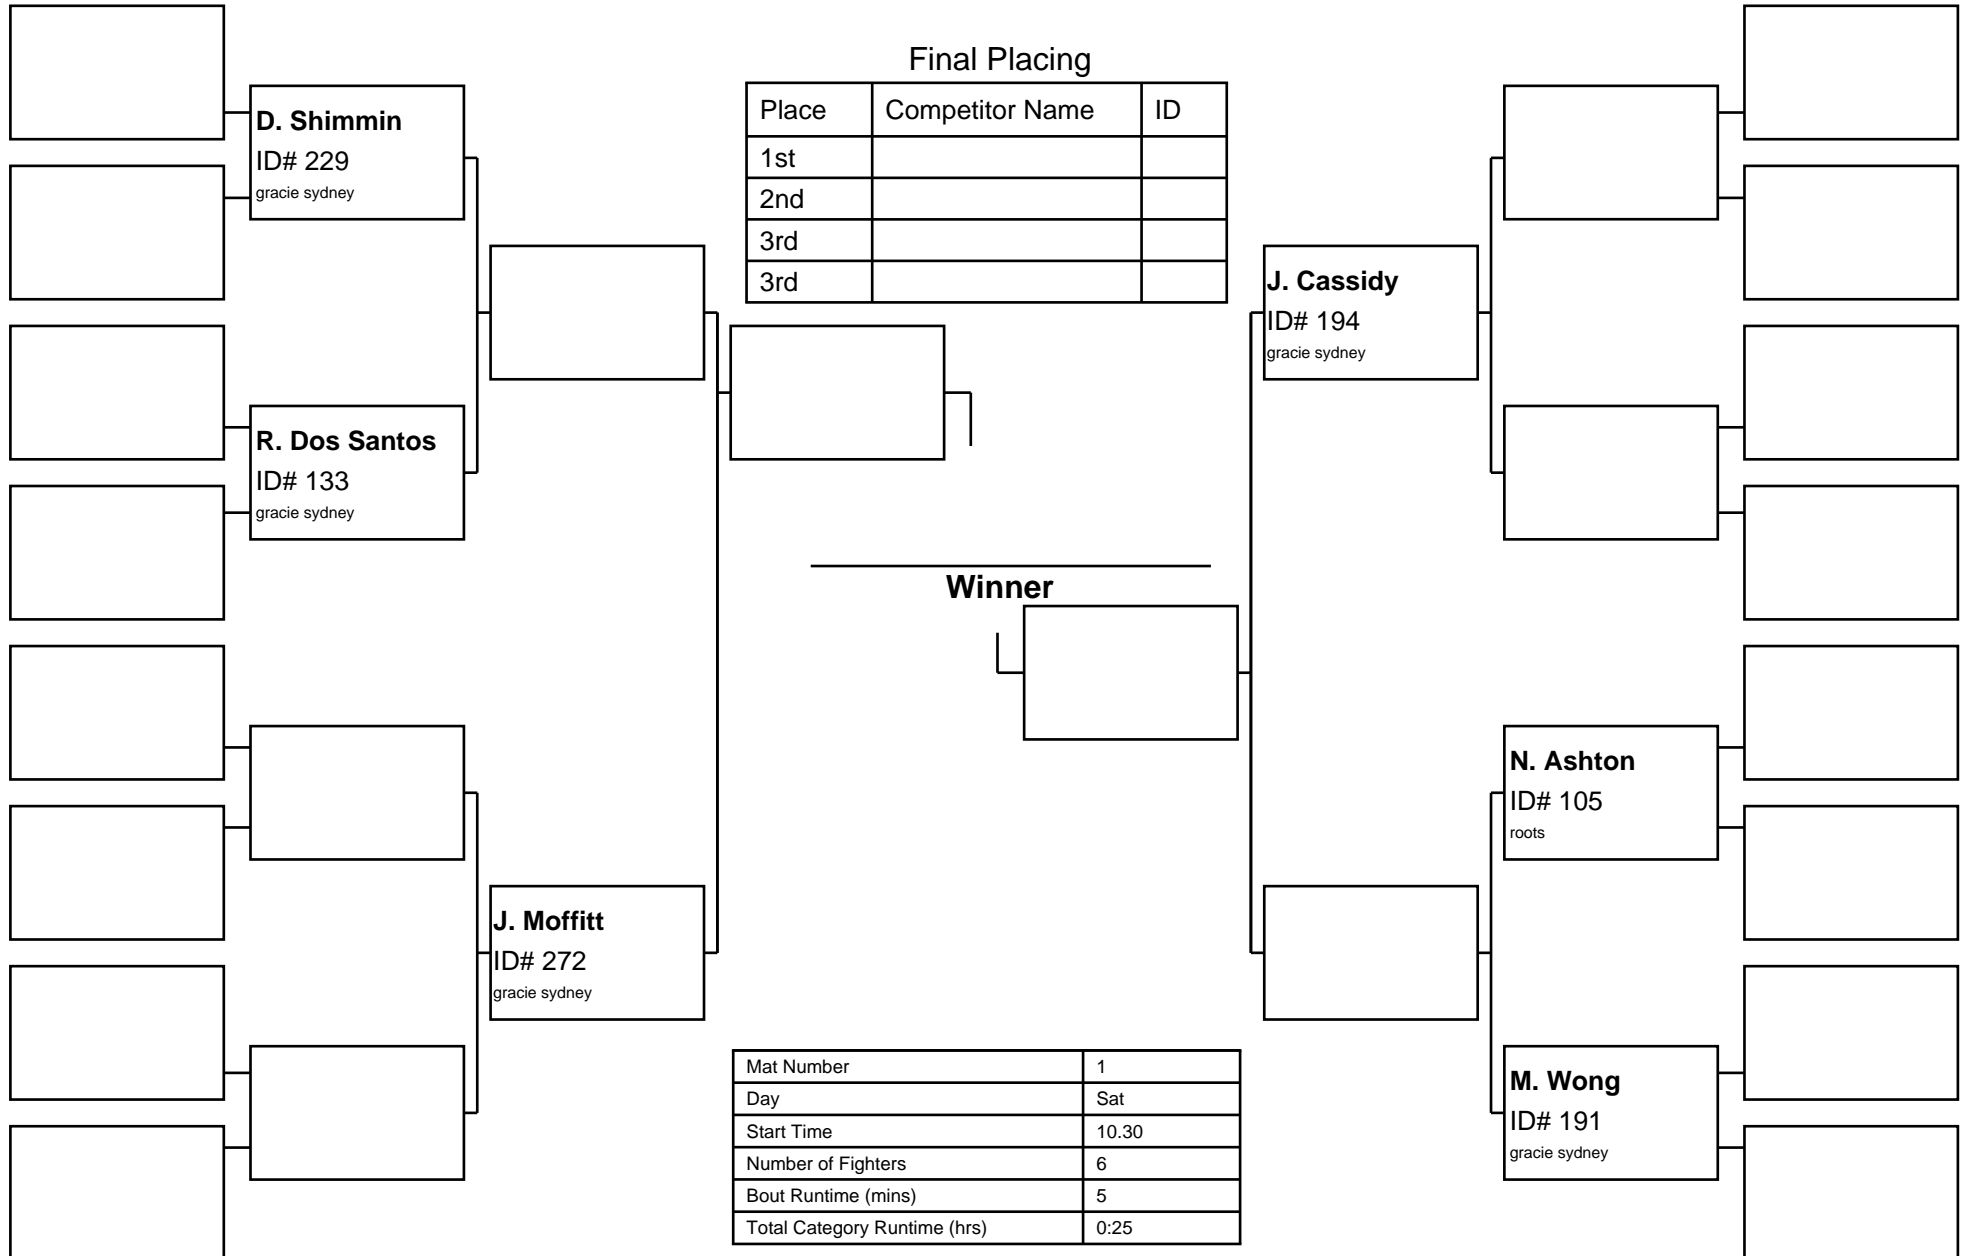 Final Placing
Place Competitor Name ID
1st
2nd
3rd
3rd
D. Shimmin
ID# 229
gracie sydney
R. Dos Santos
ID# 133
gracie sydney
J. Moffitt
ID# 272
gracie sydney
Winner
J. Cassidy
ID# 194
gracie sydney
N. Ashton
ID# 105
roots
M. Wong
ID# 191
gracie sydney
Mat Number 1
Day Sat
Start Time 10.30
Number of Fighters 6
Bout Runtime (mins) 5
Total Category Runtime (hrs) 0:25